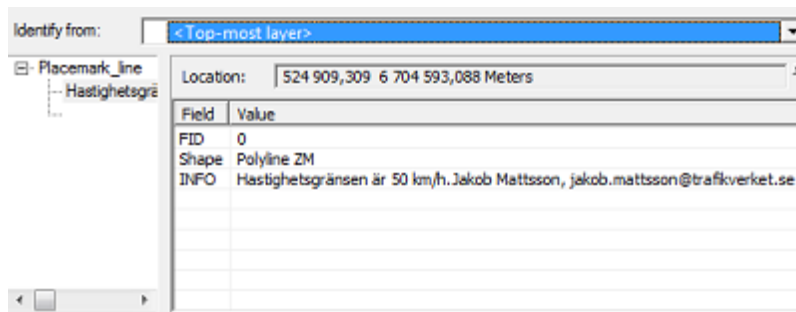 Identify from: <Top-most layer>
Placemark_line
Hastighetsgrä
Location: 524 909,309 6 704 593,088 Meters
Field Value
FID 0
Shape Polyline ZM
INFO Hastighetsgränsen är 50 km/h.Jakob Mattsson, jakob.mattsson@trafikverket.se